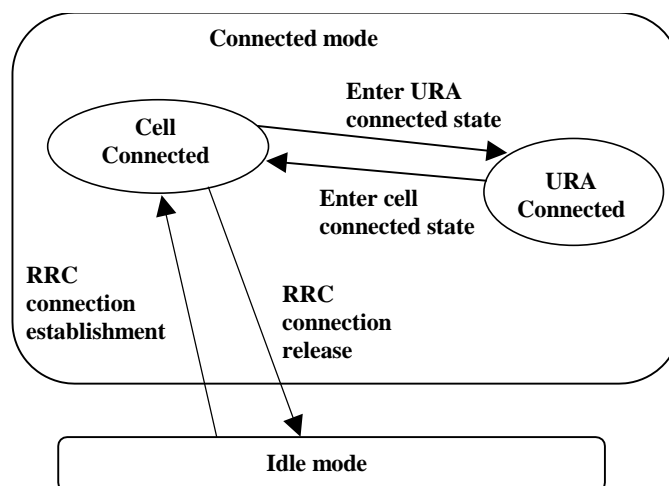 Connected mode
Enter URA
connected state
Cell
Connected
URA
Connected
Enter cell
connected state
RRC
connection
establishment
RRC
connection
release
Idle mode